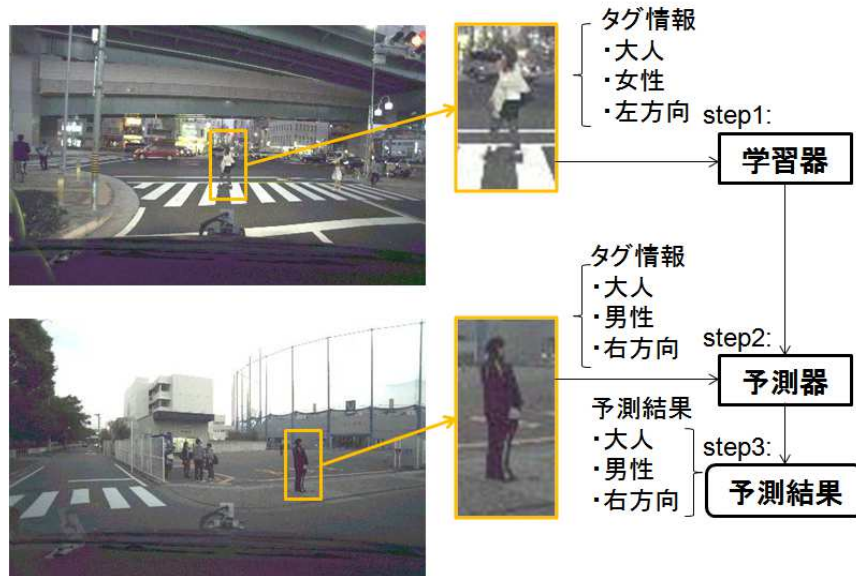 タグ情報
・大人
・女性
・左方向
step1:
学習器
タグ情報
・大人
・男性
・右方向
step2:
予測器
予測結果
・大人
・男性
・右方向
step3:
予測結果